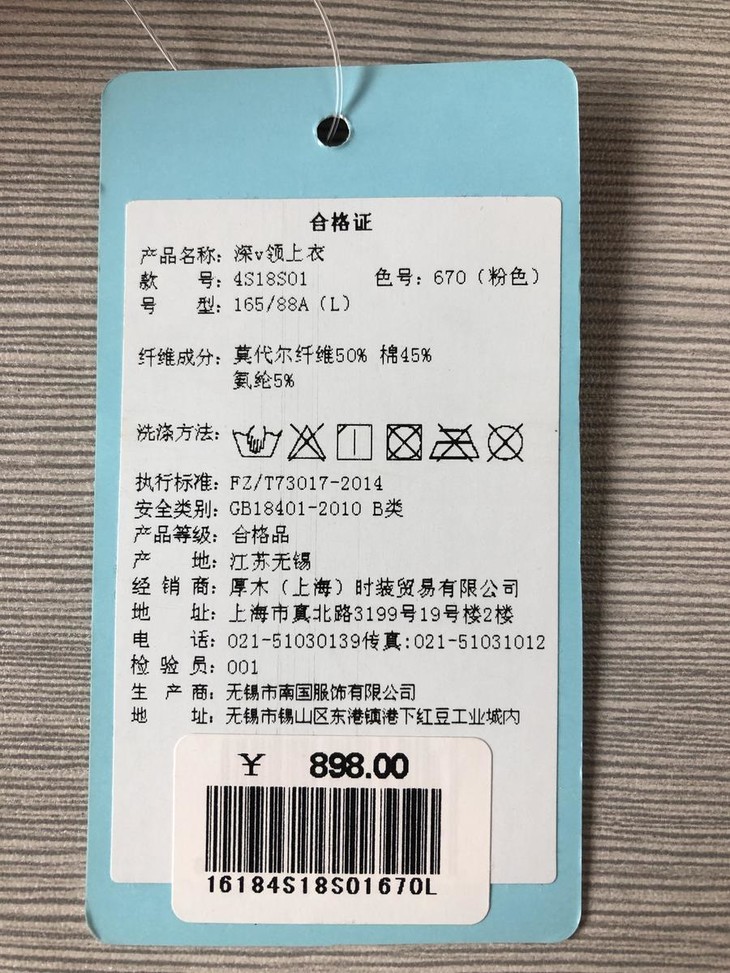 合格证
产品名称：深v领上衣
款 号：4S18S01 色号：670（粉色）
号 型：165/88A（L）
纤维成分：莫代尔纤维50% 棉45%
氨纶5%
洗涤方法：
执行标准：FZ/T73017-2014
安全类别：GB18401-2010 B类
产品等级：合格品
产 地：江苏无锡
经 销 商：厚木（上海）时装贸易有限公司
地 址：上海市真北路3199号19号楼2楼
电 话：021-51030139传真:021-51031012
检 验 员：001
生 产 商：无锡市南国服饰有限公司
地 址：无锡市锡山区东港镇港下红豆工业城内
￥ 898.00
16184S18S01670L